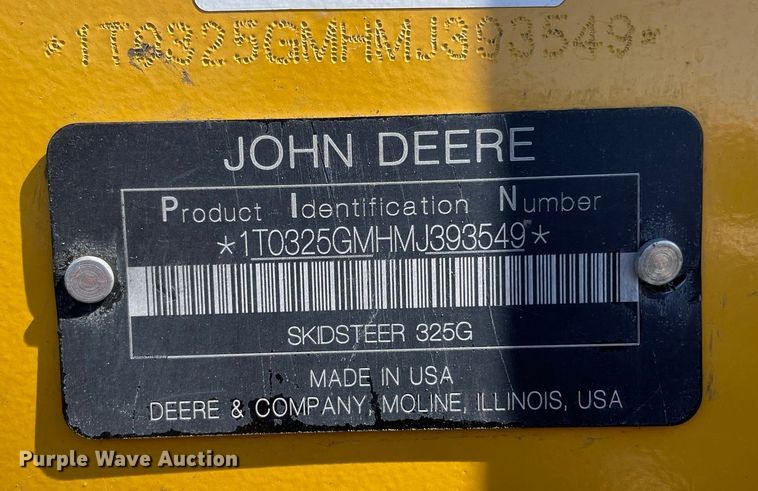 *1T0325GMHMJ393549*
JOHN DEERE
Product Identification Number
*1T0325GMHMJ393549*
SKIDSTEER 325G
MADE IN USA
DEERE & COMPANY, MOLINE, ILLINOIS, USA
Purple Wave Auction